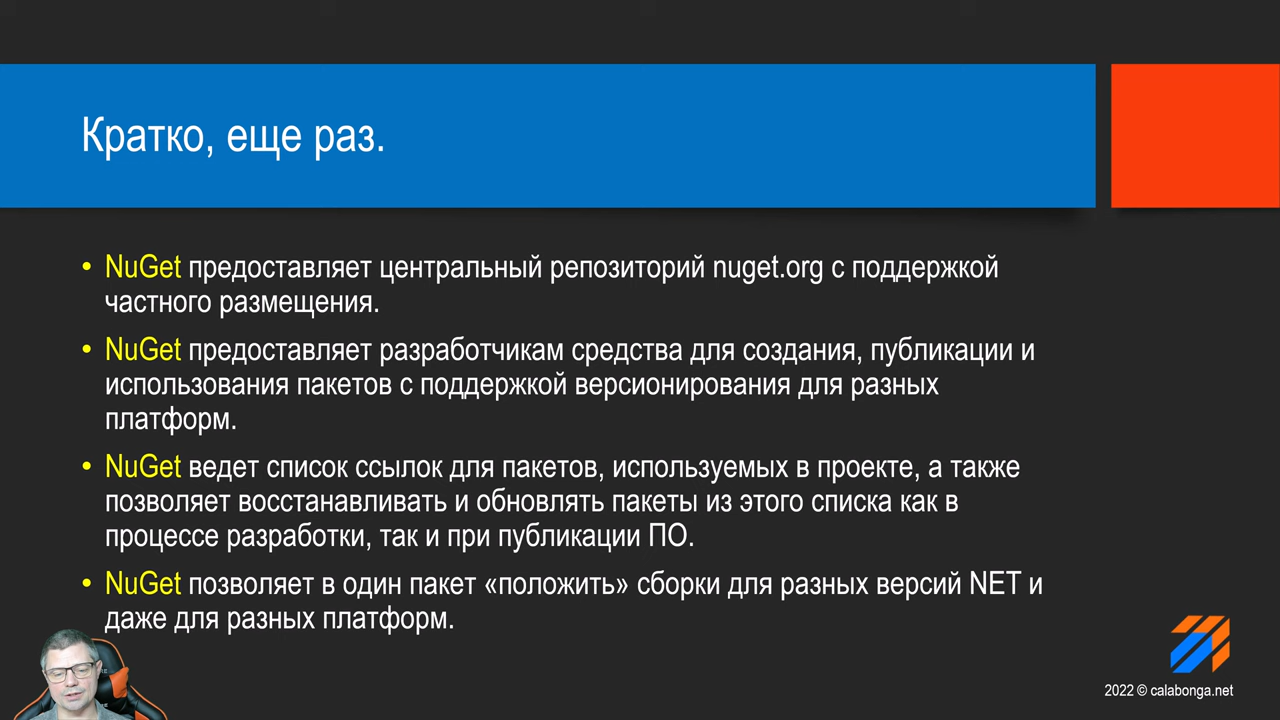 Кратко, еще раз.
• NuGet предоставляет центральный репозиторий nuget.org с поддержкой
частного размещения.
• NuGet предоставляет разработчикам средства для создания, публикации и
использования пакетов с поддержкой версионирования для разных
платформ.
• NuGet ведет список ссылок для пакетов, используемых в проекте, а также
позволяет восстанавливать и обновлять пакеты из этого списка как в
процессе разработки, так и при публикации ПО.
• NuGet позволяет в один пакет «положить» сборки для разных версий NET и
даже для разных платформ.
2022 © calabonga.net